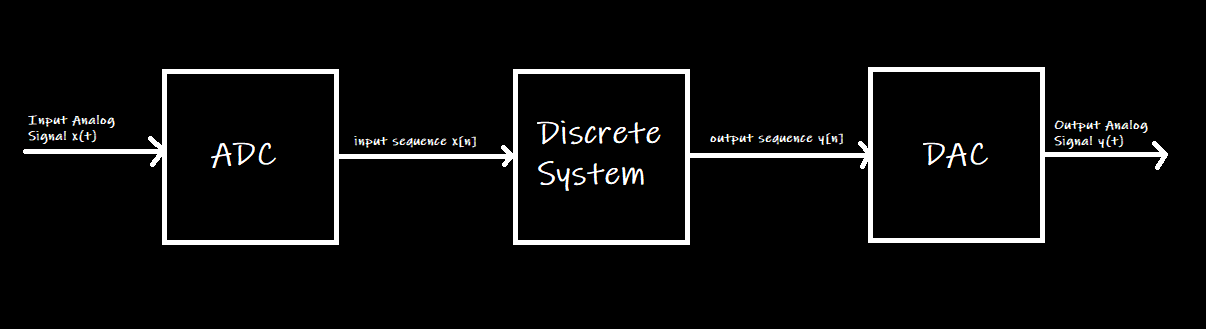 Input Analog
Signal x(t)
ADC
input sequence x[n]
Discrete
System
output sequence y[n]
DAC
Output Analog
Signal y(t)